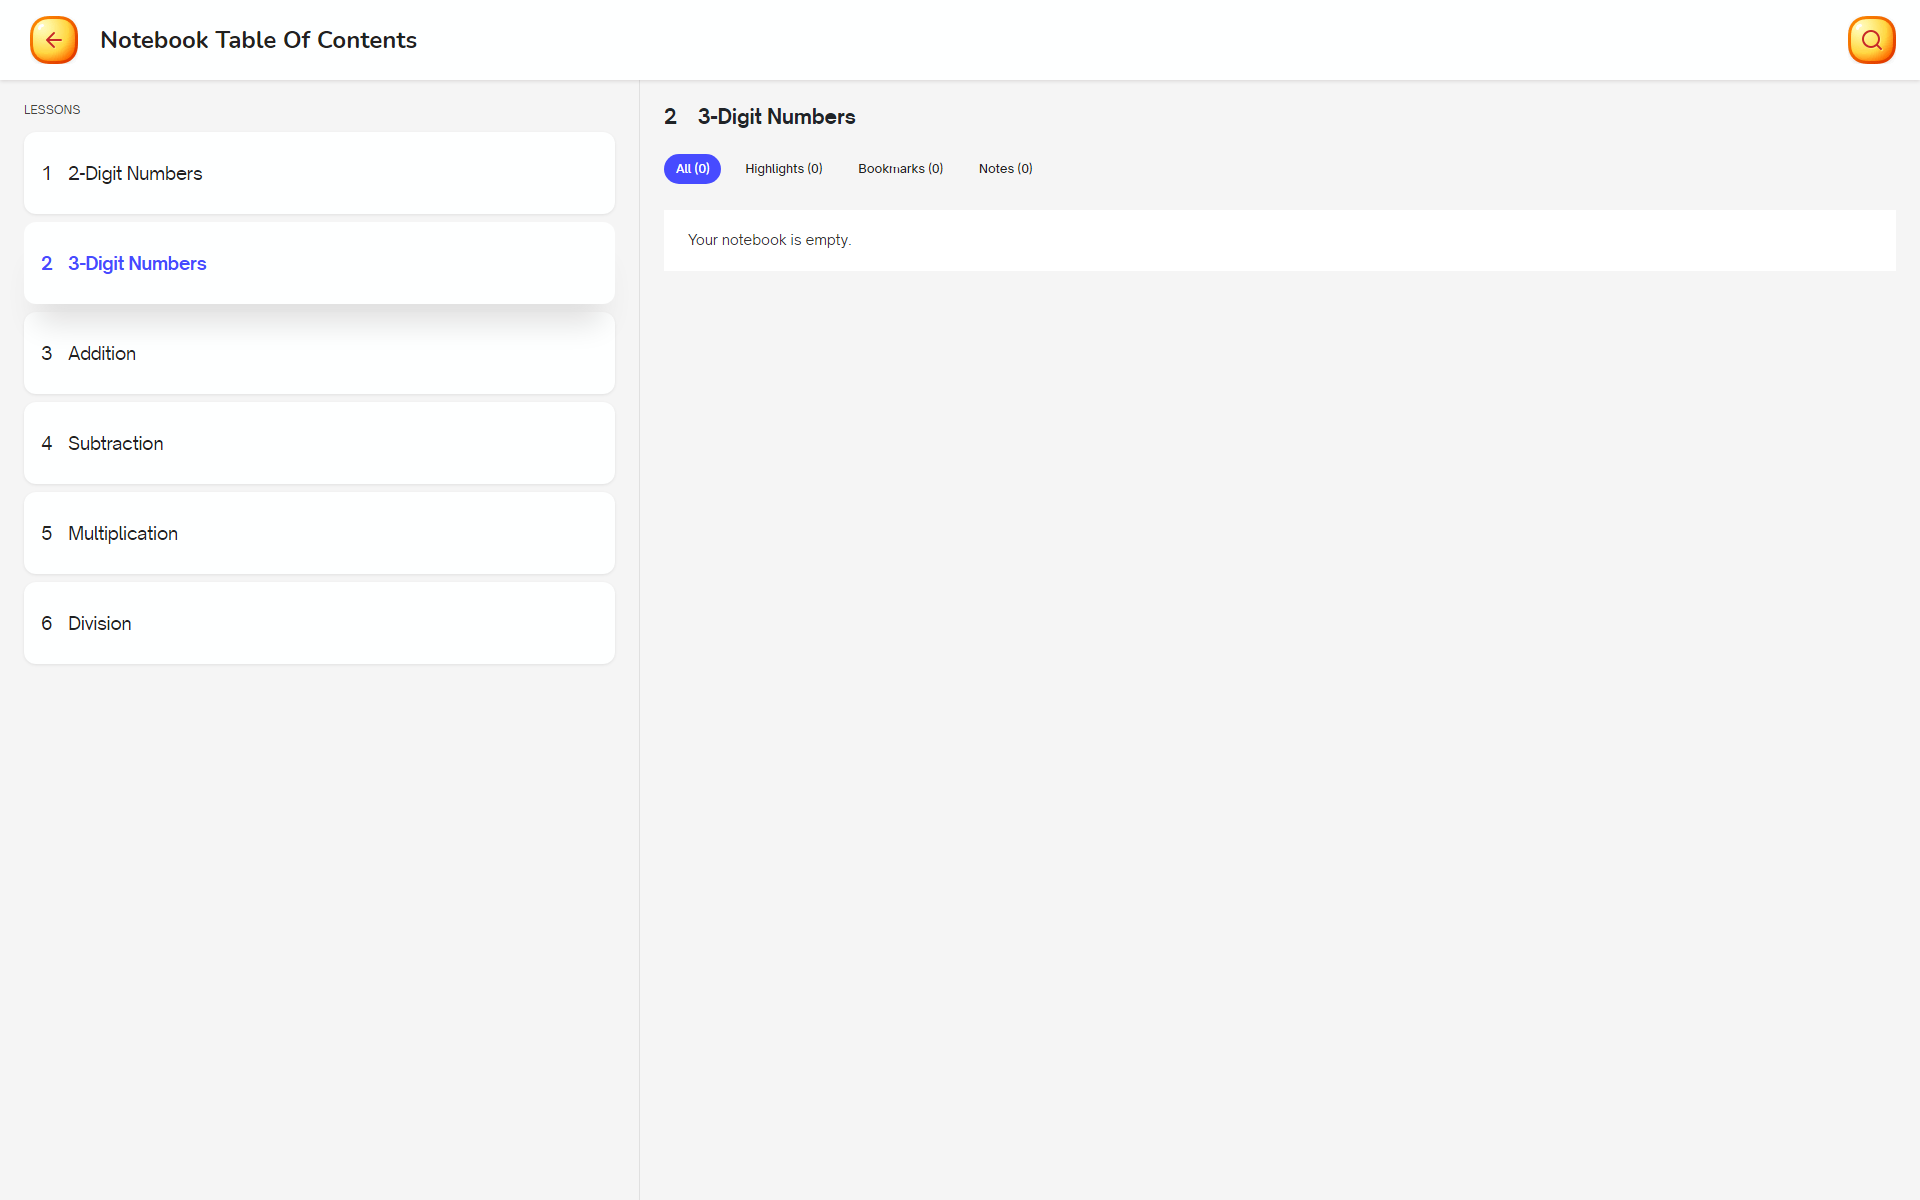 Notebook Table Of Contents
LESSONS
1 2-Digit Numbers
2 3-Digit Numbers
3 Addition
4 Subtraction
5 Multiplication
6 Division
2 3-Digit Numbers
All (0) Highlights (0) Bookmarks (0) Notes (0)
Your notebook is empty.